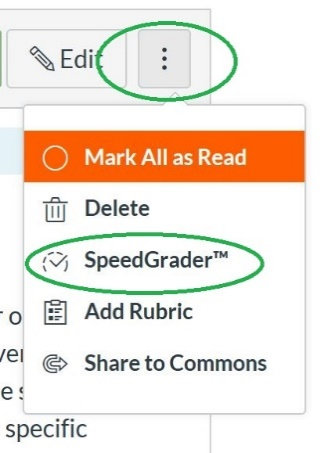 Edit
Mark All as Read
Delete
SpeedGrader™
Add Rubric
Share to Commons
specific